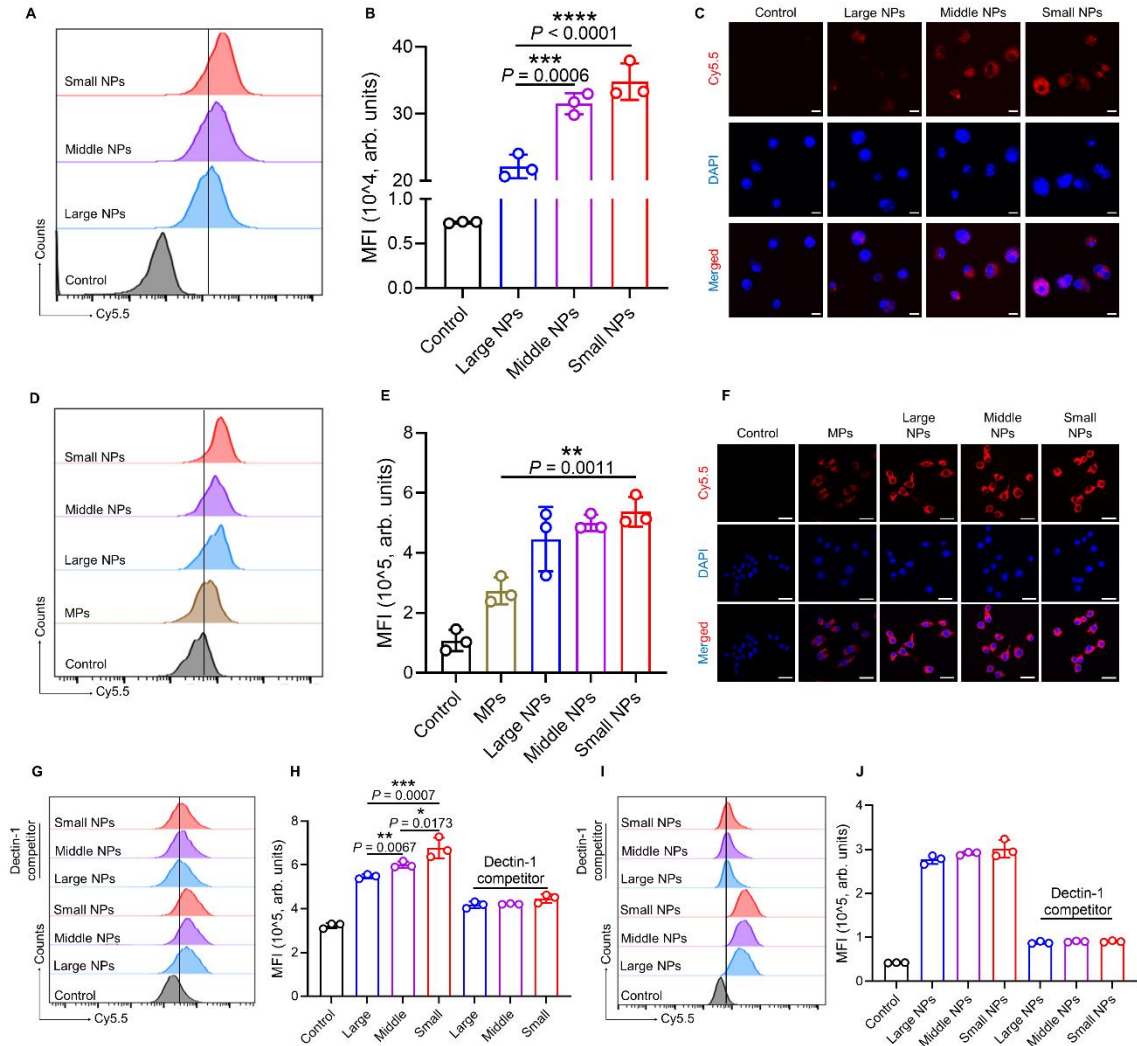 A
Small NPs
Middle NPs
Large NPs
Control
Counts
Cy5.5
B
****
P < 0.0001
***
P = 0.0006
MFI (10^4, arb. units)
40
30
20
1.0
0.5
0.0
Control
Large NPs
Middle NPs
Small NPs
C
Control Large NPs Middle NPs Small NPs
Cy5.5
DAPI
Merged
D
Small NPs
Middle NPs
Large NPs
MPs
Control
Counts
Cy5.5
E
**
P = 0.0011
MFI (10^5, arb. units)
8
6
4
2
0
Control
MPs
Large NPs
Middle NPs
Small NPs
F
Control MPs Large NPs Middle NPs Small NPs
Cy5.5
DAPI
Merged
G
Dectin-1
competitor
Small NPs
Middle NPs
Large NPs
Small NPs
Middle NPs
Large NPs
Control
Counts
Cy5.5
H
***
P = 0.0007
*
P = 0.0173
**
P = 0.0067
Dectin-1
competitor
MFI (10^5, arb. units)
8
6
4
2
0
Control
Large
Middle
Small
Large
Middle
Small
I
Dectin-1
competitor
Small NPs
Middle NPs
Large NPs
Small NPs
Middle NPs
Large NPs
Control
Counts
Cy5.5
J
Dectin-1
competitor
MFI (10^5, arb. units)
4
3
2
1
0
Control
Large NPs
Middle NPs
Small NPs
Large NPs
Middle NPs
Small NPs